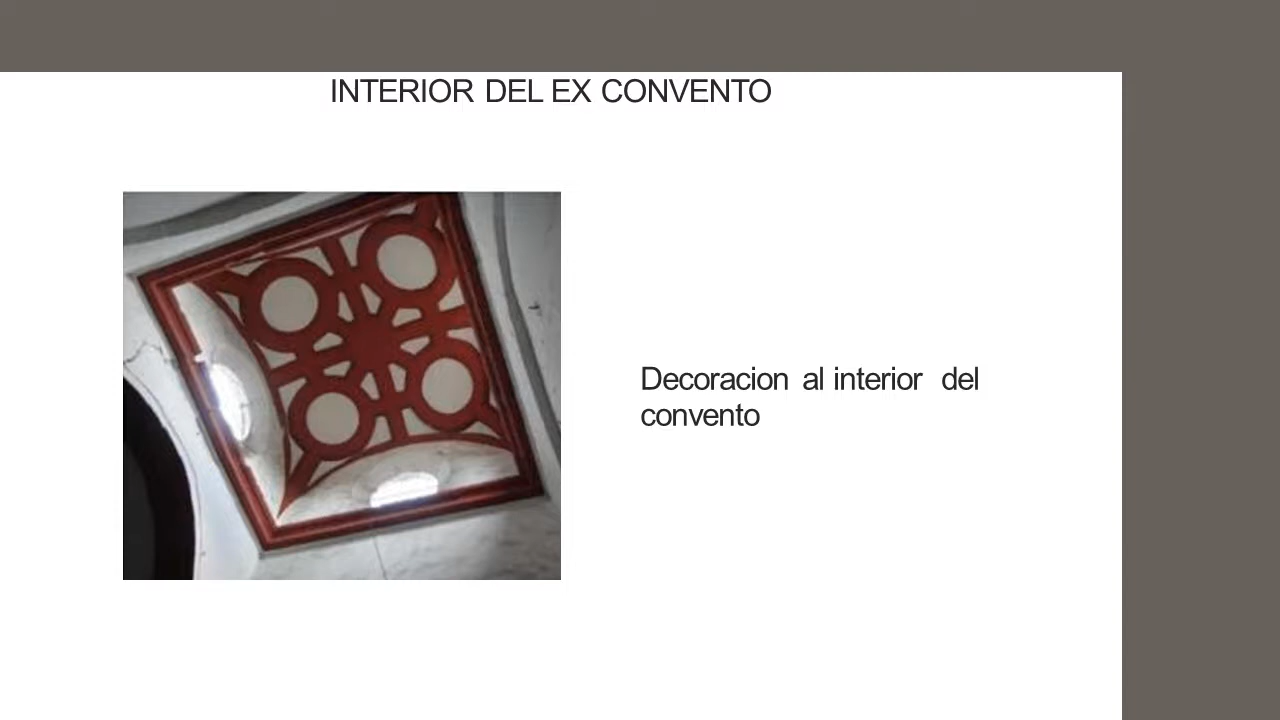 INTERIOR DEL EX CONVENTO
Decoracion al interior del
convento